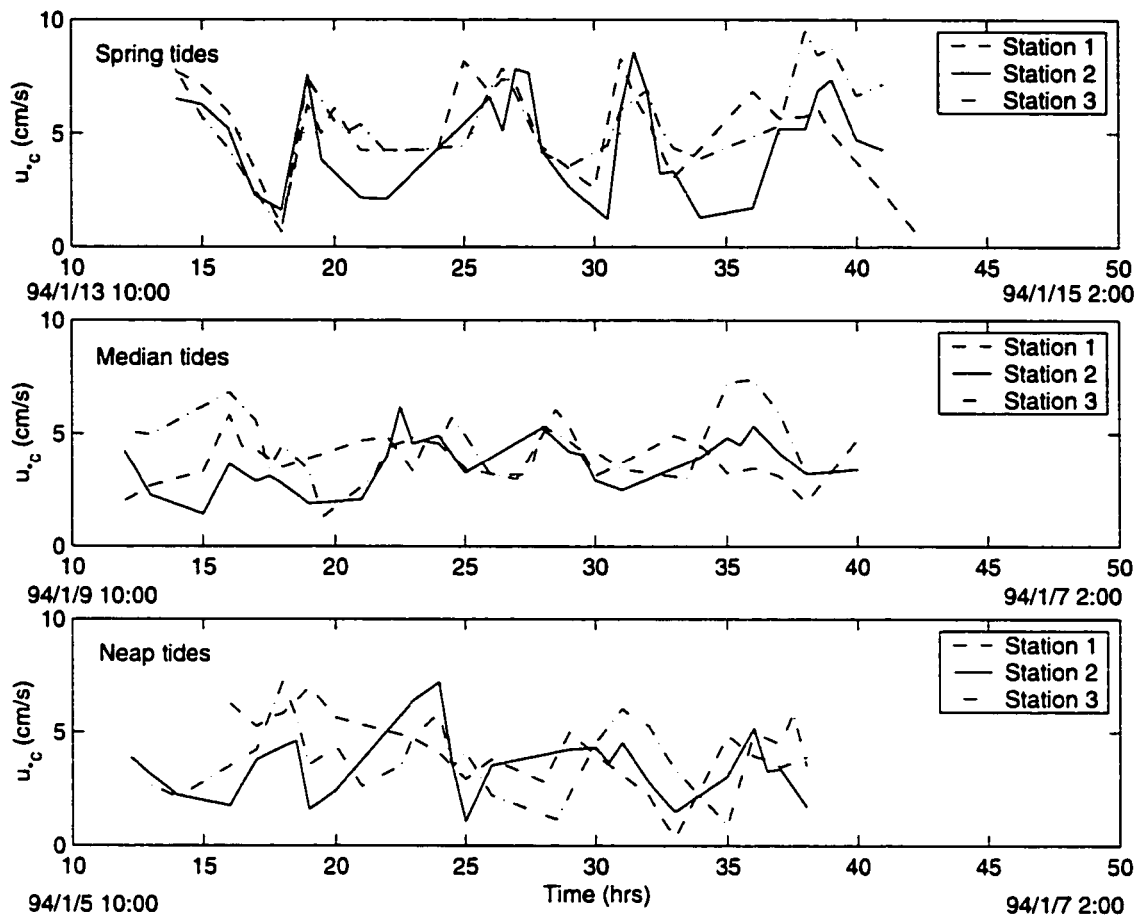 10
Spring tides
Station 1
Station 2
Station 3
u*c (cm/s)
5
0
10 15 20 25 30 35 40 45 50
94/1/13 10:00 94/1/15 2:00
10
Median tides
Station 1
Station 2
Station 3
u*c (cm/s)
5
0
10 15 20 25 30 35 40 45 50
94/1/9 10:00 94/1/7 2:00
10
Neap tides
Station 1
Station 2
Station 3
u*c (cm/s)
5
0
10 15 20 25 30 35 40 45 50
94/1/5 10:00 Time (hrs) 94/1/7 2:00